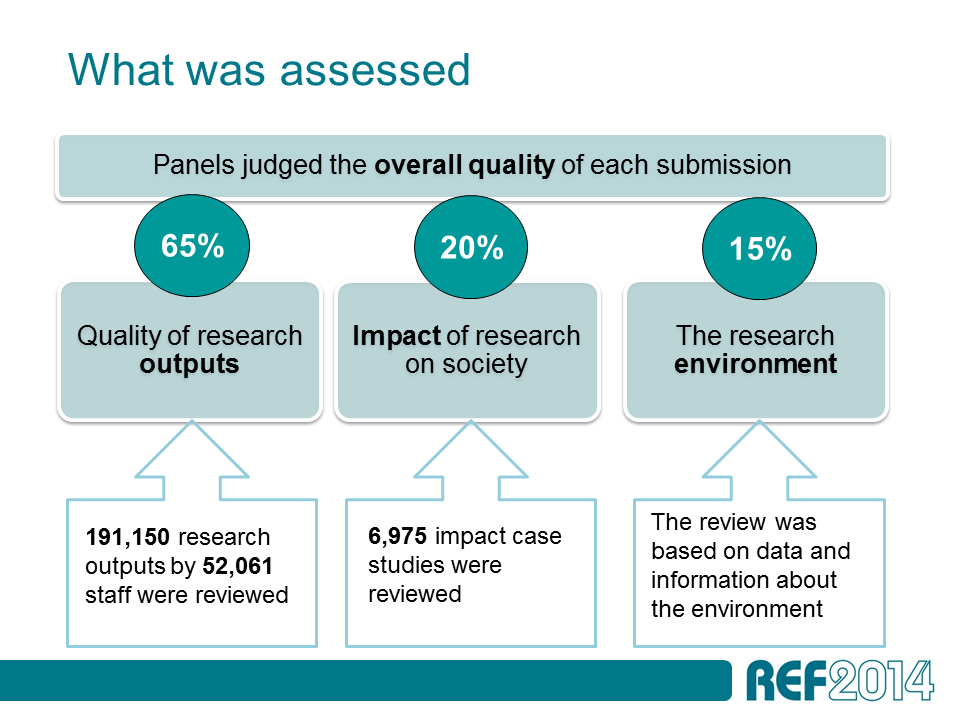 What was assessed
Panels judged the overall quality of each submission
65%
20%
15%
Quality of research
outputs
Impact of research
on society
The research
environment
191,150 research
outputs by 52,061
staff were reviewed
6,975 impact case
studies were
reviewed
The review was
based on data and
information about
the environment
REF2014